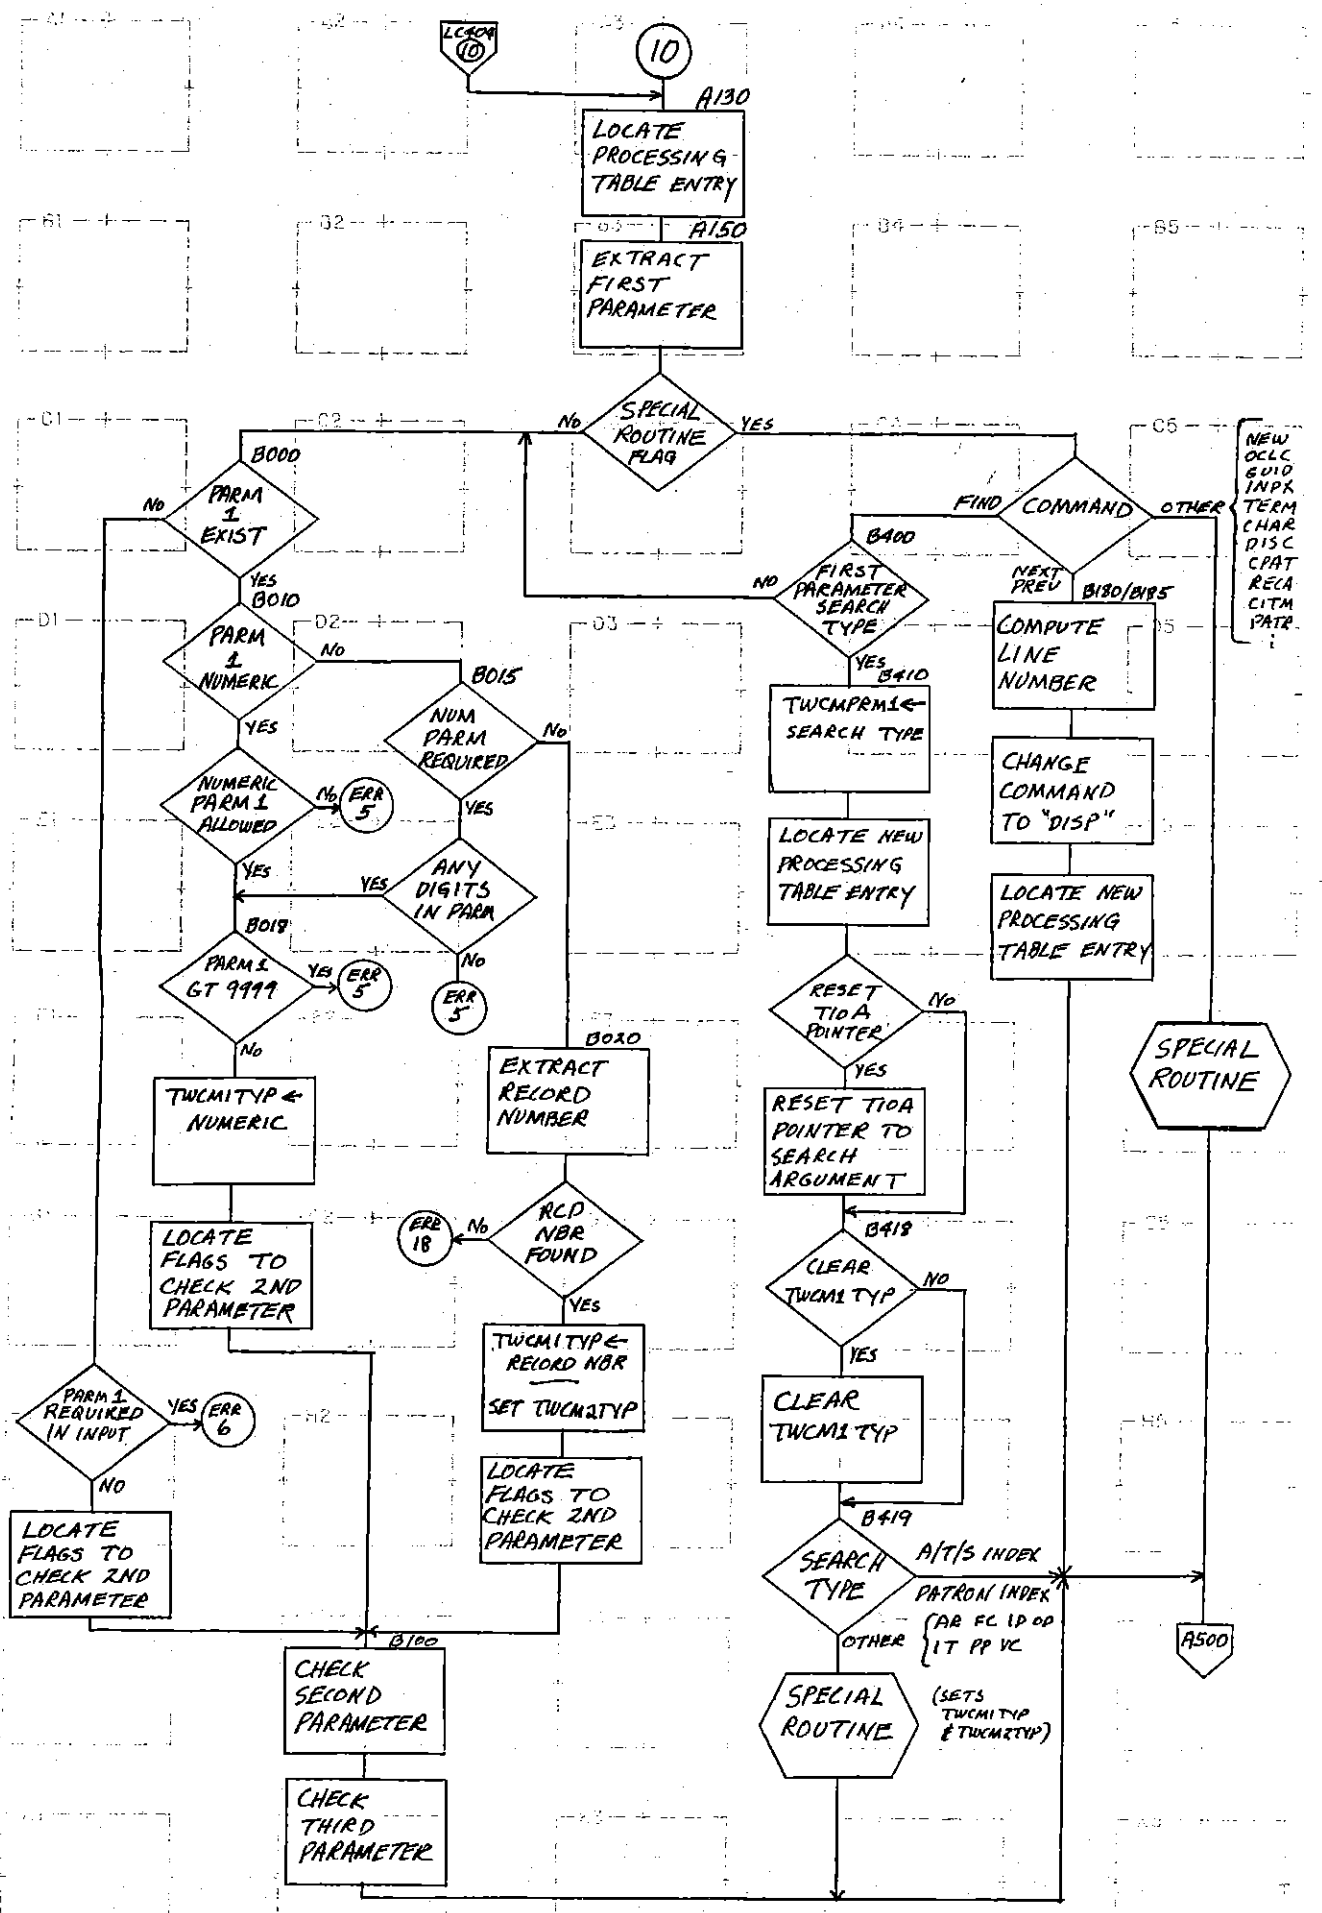 LC404
10
10
A130
LOCATE
PROCESSING
TABLE ENTRY
A150
EXTRACT
FIRST
PARAMETER
SPECIAL
ROUTINE
FLAG
NO
YES
B000
PARM
1
EXIST
NO
YES
COMMAND
FIND
OTHER
NEXT
PREV
NEW
OCLC
GUID
INPX
TERM
CHAR
DISC
CPAT
RECA
CITM
PATR
B400
FIRST
PARAMETER
SEARCH
TYPE
NO
YES
B180/B185
COMPUTE
LINE
NUMBER
B010
PARM
1
NUMERIC
NO
YES
B015
NUM
PARM
REQUIRED
NO
YES
B410
TWCMPRM1←
SEARCH TYPE
CHANGE
COMMAND
TO "DISP"
NUMERIC
PARM 1
ALLOWED
NO
ERR
5
YES
ANY
DIGITS
IN PARM
YES
NO
ERR
5
LOCATE NEW
PROCESSING
TABLE ENTRY
LOCATE NEW
PROCESSING
TABLE ENTRY
B018
PARM 1
GT 9999
YES
ERR
5
NO
RESET
TIOA
POINTER
NO
YES
SPECIAL
ROUTINE
B020
EXTRACT
RECORD
NUMBER
TWCM1TYP ←
NUMERIC
RESET TIOA
POINTER TO
SEARCH
ARGUMENT
LOCATE
FLAGS TO
CHECK 2ND
PARAMETER
RCD
NBR
FOUND
NO
ERR
18
YES
B418
CLEAR
TWCM1TYP
NO
YES
TWCM1TYP ←
RECORD NBR
SET TWCM2TYP
CLEAR
TWCM1TYP
PARM 1
REQUIRED
IN INPUT
YES
ERR
6
NO
LOCATE
FLAGS TO
CHECK 2ND
PARAMETER
LOCATE
FLAGS TO
CHECK 2ND
PARAMETER
B419
SEARCH
TYPE
A/T/S INDEX
PATRON INDEX
OTHER
AR FC IP OP
IT PP VC
A500
B100
CHECK
SECOND
PARAMETER
SPECIAL
ROUTINE
(SETS
TWCM1TYP
& TWCM2TYP)
CHECK
THIRD
PARAMETER